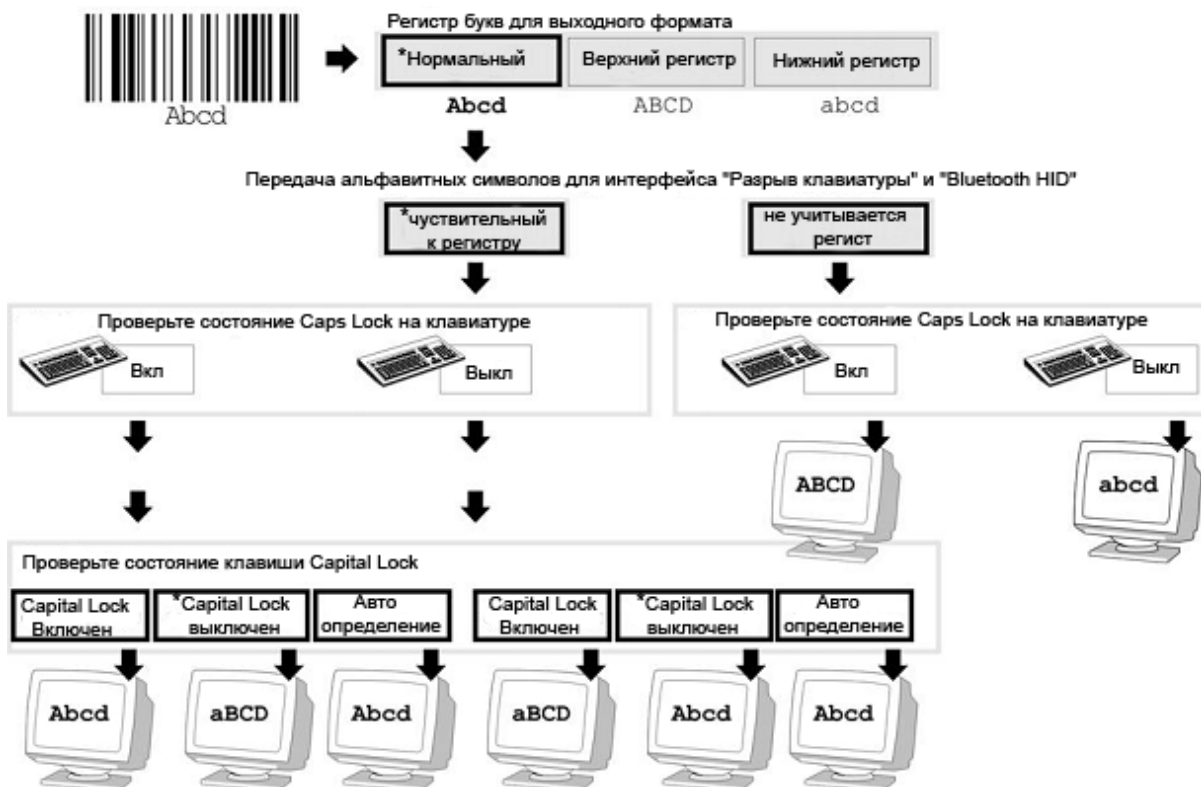 Регистр букв для выходного формата
*Нормальный
Верхний регистр
Нижний регистр
Abcd
Abcd
ABCD
abcd
Передача альфавитных символов для интерфейса "Разрыв клавиатуры" и "Bluetooth HID"
*чуствительный
к регистру
не учитывается
регист
Проверьте состояние Caps Lock на клавиатуре
Вкл
Выкл
Проверьте состояние Caps Lock на клавиатуре
Вкл
Выкл
ABCD
abcd
Проверьте состояние клавиши Capital Lock
Capital Lock
Включен
*Capital Lock
выключен
Авто
определение
Capital Lock
Включен
*Capital Lock
выключен
Авто
определение
Abcd
aBCD
Abcd
aBCD
Abcd
Abcd